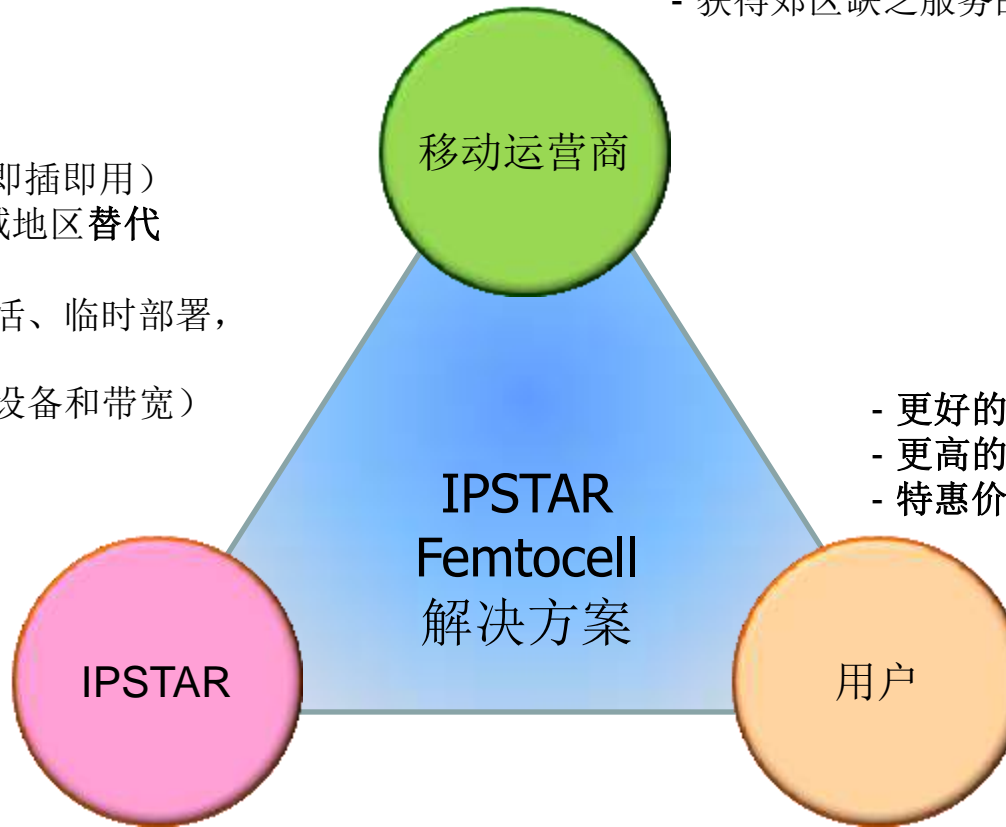 - 获得郊区缺乏服务的
移动运营商
即插即用）
或地区替代
活、临时部署，
设备和带宽）
- 更好的
- 更高的
- 特惠价
IPSTAR
Femtocell
解决方案
IPSTAR
用户